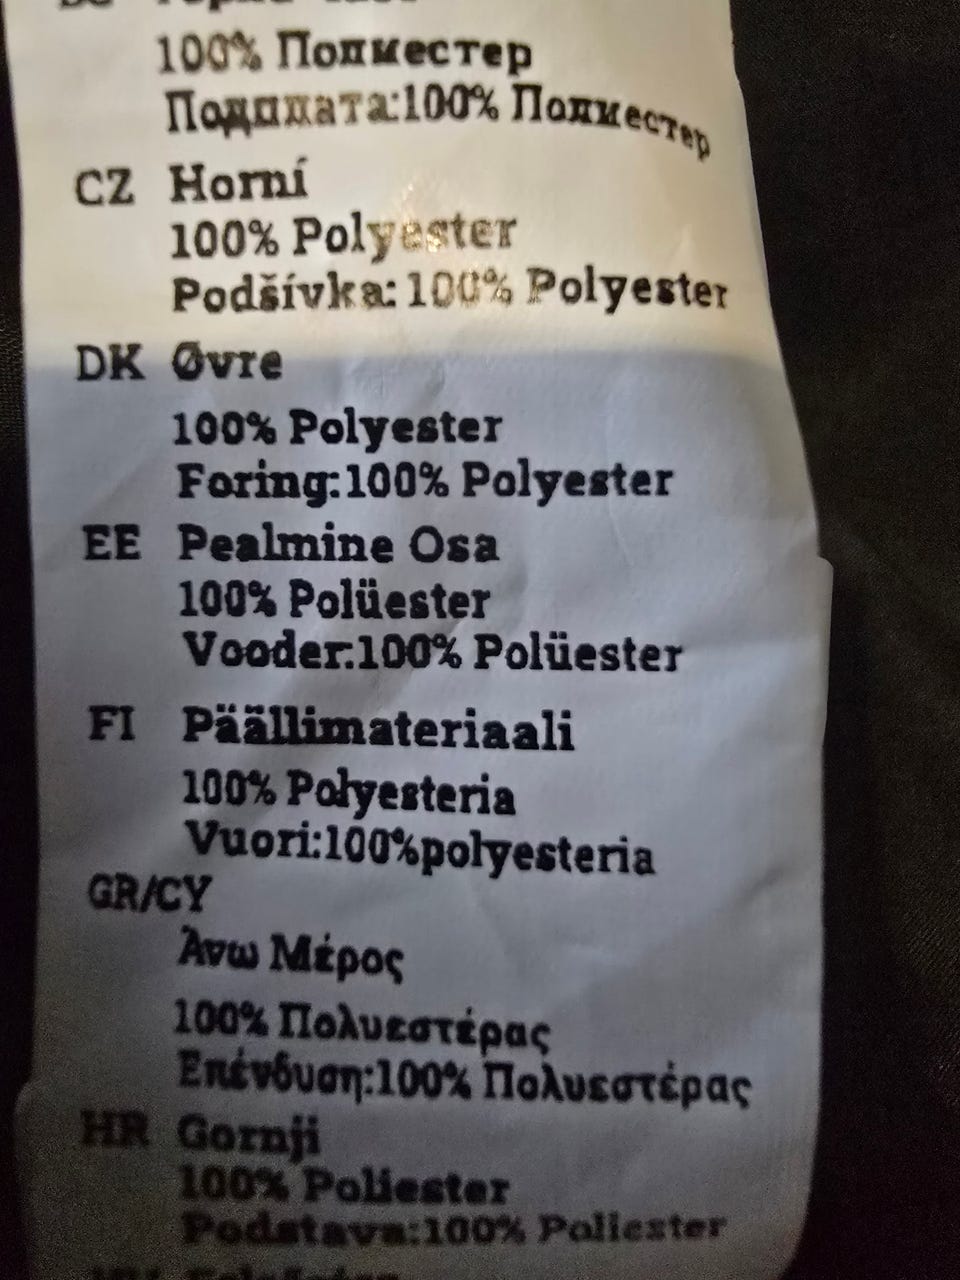 100% Полиестер
Подплата:100% Полиестер
CZ Horní
100% Polyester
Podšívka: 100% Polyester
DK Øvre
100% Polyester
Foring:100% Polyester
EE Pealmine Osa
100% Polüester
Vooder:100% Polüester
FI Päällimateriaali
100% Polyesteria
Vuori:100%polyesteria
GR/CY
Άνω Μέρος
100% Πολυεστέρας
Επένδυση:100% Πολυεστέρας
HR Gornji
100% Poliester
Podstava:100% Poliester